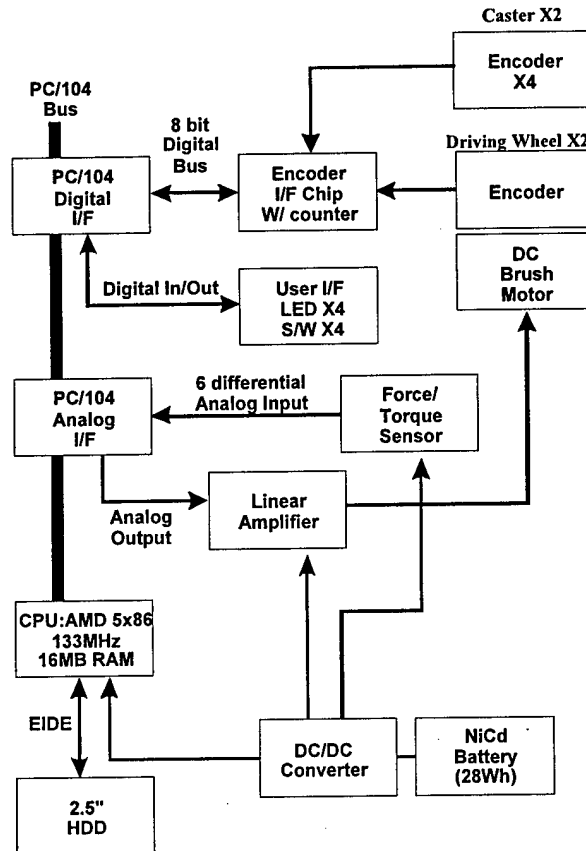 Caster X2
Encoder
X4
PC/104
Bus
8 bit
Digital
Bus
Driving Wheel X2
PC/104
Digital
I/F
Encoder
I/F Chip
W/ counter
Encoder
DC
Brush
Motor
Digital In/Out
User I/F
LED X4
S/W X4
PC/104
Analog
I/F
6 differential
Analog Input
Force/
Torque
Sensor
Analog
Output
Linear
Amplifier
CPU:AMD 5x86
133MHz
16MB RAM
EIDE
DC/DC
Converter
NiCd
Battery
(28Wh)
2.5"
HDD